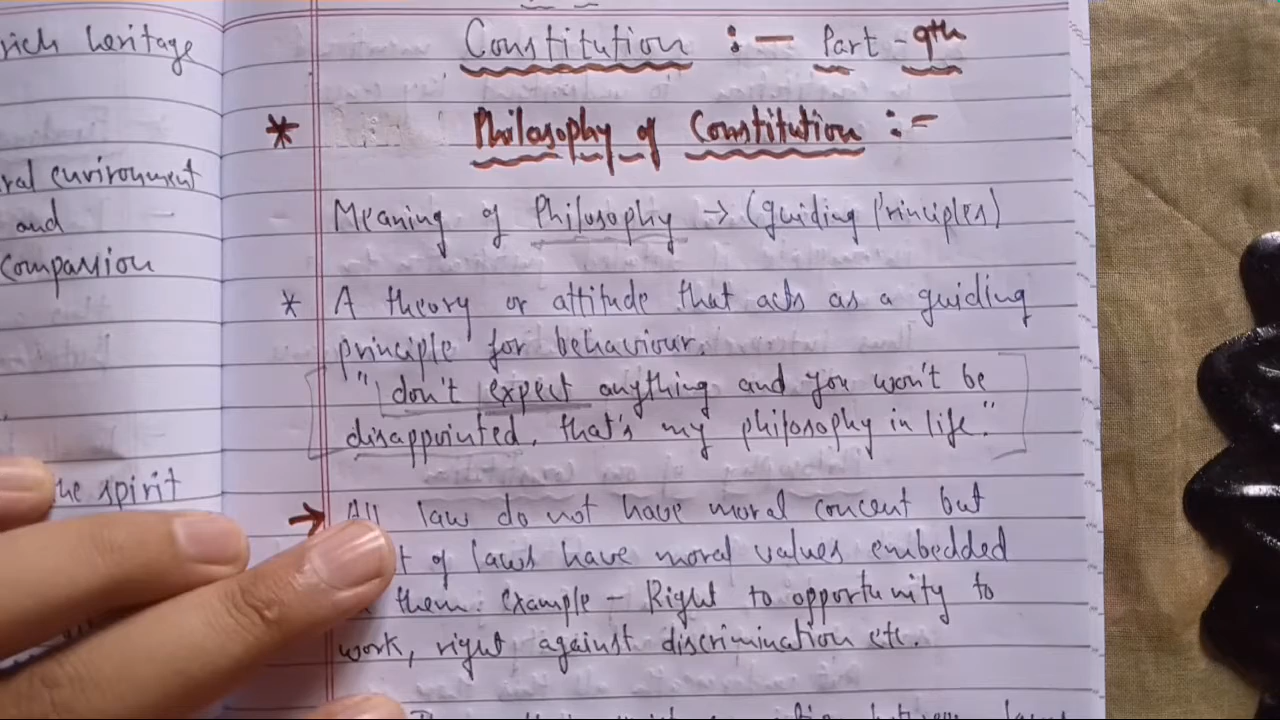 rich heritage
ral environment
and
compassion
the spirit
Constitution :- Part - 9th
* Philosophy of Constitution :-
Meaning of Philosophy → (guiding Principles)
* A theory or attitude that acts as a guiding
principle for behaviour.
"I don't expect anything and you won't be
disappointed, that's my philosophy in life."
→ All law do not have moral concent but
t of laws have moral values embedded
them. example - Right to opportunity to
work, right against discrimination etc.